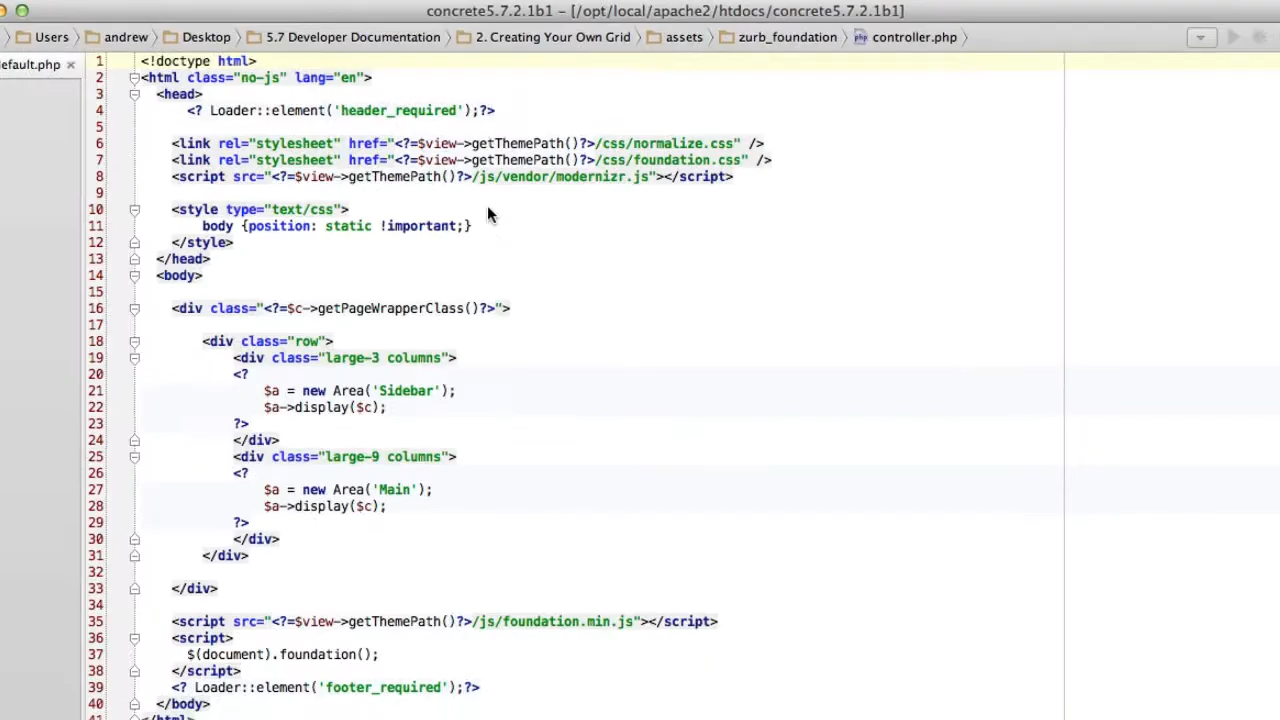 concrete5.7.2.1b1 - [/opt/local/apache2/htdocs/concrete5.7.2.1b1]
Users andrew Desktop 5.7 Developer Documentation 2. Creating Your Own Grid assets zurb_foundation controller.php
efault.php
1 <!doctype html>
2 <html class="no-js" lang="en">
3 <head>
4 <? Loader::element('header_required');?>
5
6 <link rel="stylesheet" href="<?=$view->getThemePath()?>/css/normalize.css" />
7 <link rel="stylesheet" href="<?=$view->getThemePath()?>/css/foundation.css" />
8 <script src="<?=$view->getThemePath()?>/js/vendor/modernizr.js"></script>
9
10 <style type="text/css">
11 body {position: static !important;}
12 </style>
13 </head>
14 <body>
15
16 <div class="<?=$c->getPageWrapperClass()?>">
17
18 <div class="row">
19 <div class="large-3 columns">
20 <?
21 $a = new Area('Sidebar');
22 $a->display($c);
23 ?>
24 </div>
25 <div class="large-9 columns">
26 <?
27 $a = new Area('Main');
28 $a->display($c);
29 ?>
30 </div>
31 </div>
32
33 </div>
34
35 <script src="<?=$view->getThemePath()?>/js/foundation.min.js"></script>
36 <script>
37 $(document).foundation();
38 </script>
39 <? Loader::element('footer_required');?>
40 </body>
41 </html>